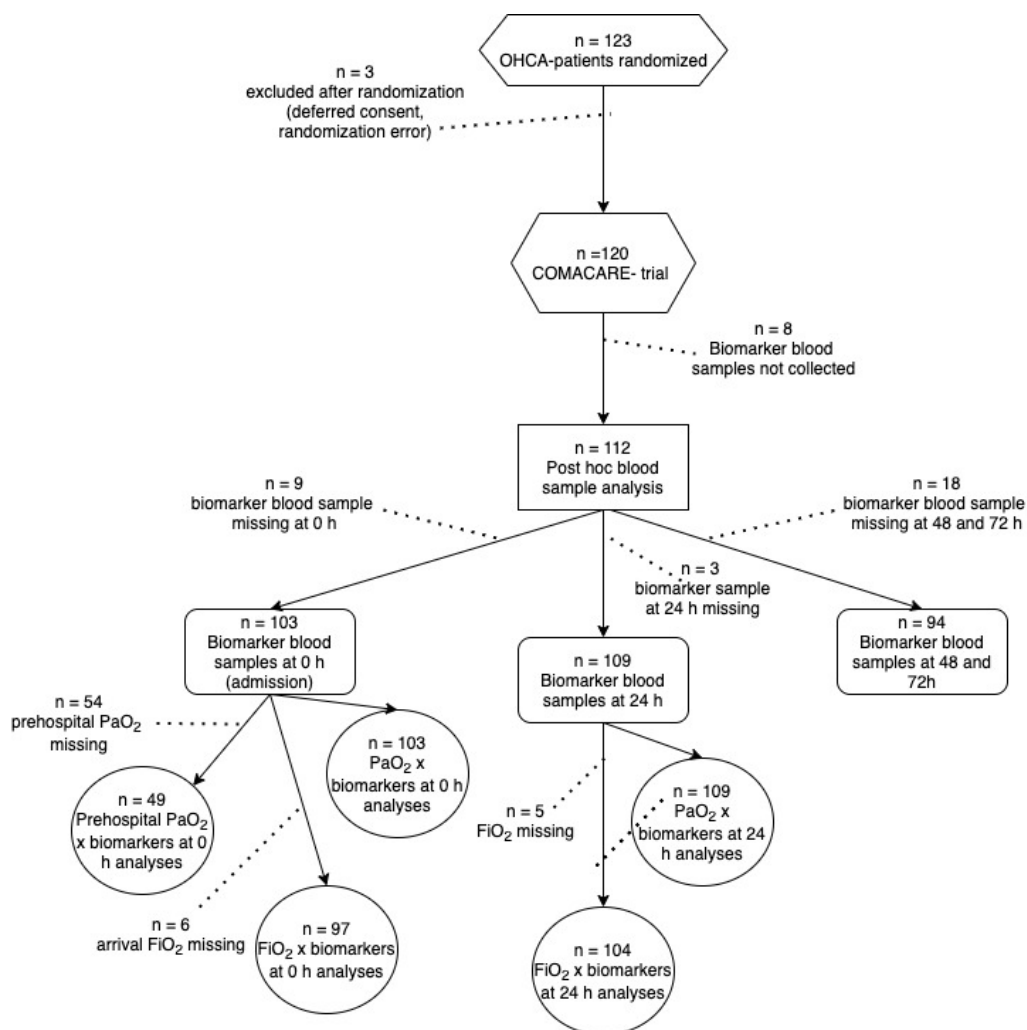 n = 123
OHCA-patients randomized
n = 3
excluded after randomization
(deferred consent,
randomization error)
n =120
COMACARE- trial
n = 8
Biomarker blood
samples not collected
n = 112
Post hoc blood
sample analysis
n = 9
biomarker blood sample
missing at 0 h
n = 18
biomarker blood sample
missing at 48 and 72 h
n = 3
biomarker sample
at 24 h missing
n = 103
Biomarker blood
samples at 0 h
(admission)
n = 109
Biomarker blood
samples at 24 h
n = 94
Biomarker blood
samples at 48 and
72h
n = 54
prehospital PaO₂
missing
n = 49
Prehospital PaO₂
x biomarkers at 0
h analyses
n = 103
PaO₂ x
biomarkers at 0 h
analyses
n = 5
FiO₂ missing
n = 109
PaO₂ x
biomarkers at 24
h analyses
n = 6
arrival FiO₂ missing
n = 97
FiO₂ x biomarkers
at 0 h analyses
n = 104
FiO₂ x biomarkers
at 24 h analyses